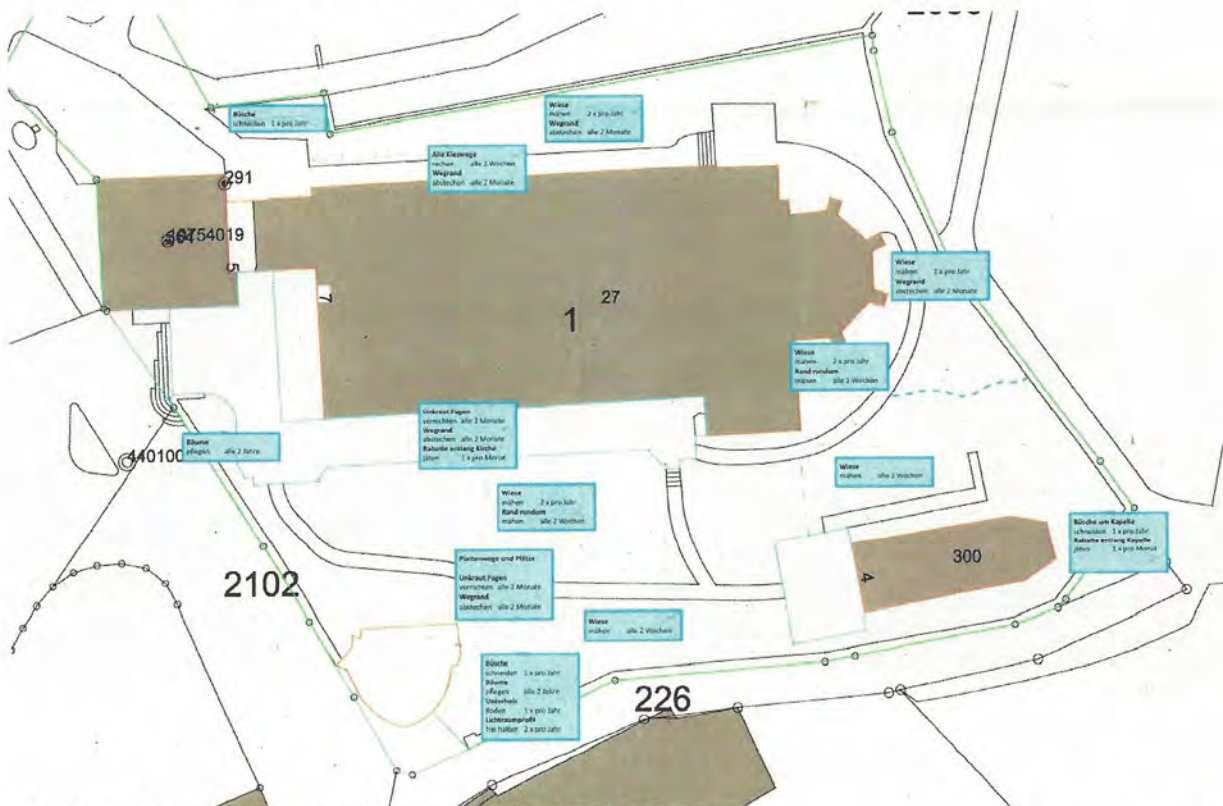 Büsche
schneiden 1 x pro Jahr
Wiese
mähen 2 x pro Jahr
Wegrand
abstechen alle 2 Monate
Alle Kieswege
rechen alle 2 Wochen
Wegrand
abstechen alle 2 Monate
291
5
7
27
1
Wiese
mähen 1 x pro Jahr
Wegrand
abstechen alle 2 Monate
Wiese
mähen 2 x pro Jahr
Rand rundum
mähen alle 2 Wochen
Unkraut Fugen
vernichten alle 2 Monate
Wegrand
abstechen alle 2 Monate
Rabatte entlang Kirche
jäten 1 x pro Monat
Bäume
pflegen alle 2 Jahre
440100
Wiese
mähen alle 2 Wochen
Wiese
mähen 2 x pro Jahr
Rand rundum
mähen alle 2 Wochen
Büsche um Kapelle
schneiden 1 x pro Jahr
Rabatte entlang Kapelle
jäten 1 x pro Monat
Plattenwege und Plätze
Unkraut Fugen
vernichten alle 2 Monate
Wegrand
abstechen alle 2 Monate
300
4
2102
Wiese
mähen alle 2 Wochen
Büsche
schneiden 1 x pro Jahr
Bäume
pflegen alle 2 Jahre
Unterholz
Roden 1 x pro Jahr
Lichtraumprofil
frei halten 2 x pro Jahr
226